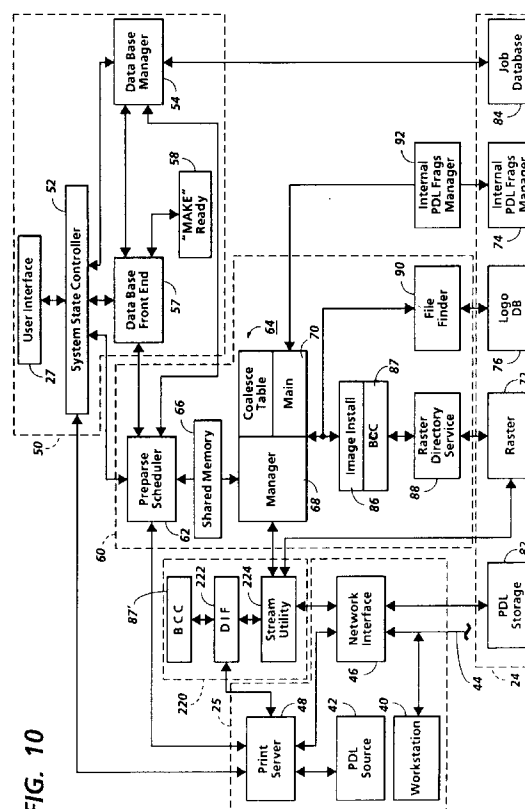 FIG. 10
50
User Interface
27
52
System State Controller
Data Base
Manager
54
Data Base
Front End
57
58
"MAKE"
Ready
60
Preparse
Scheduler
62
Shared Memory
66
64
Manager
68
Coalesce
Table
Main
70
Image Install
86
BCC
87
Raster
Directory
Service
88
File
Finder
90
Internal
PDL Frags
Manager
92
BCC
87'
DIF
222
Stream
Utility
224
220
25
Print
Server
48
PDL
Source
42
Workstation
40
Network
Interface
46
44
24
PDL
Storage
82
Raster
72
Logo
DB
76
Internal
PDL Frags
Manager
74
Job
Database
84